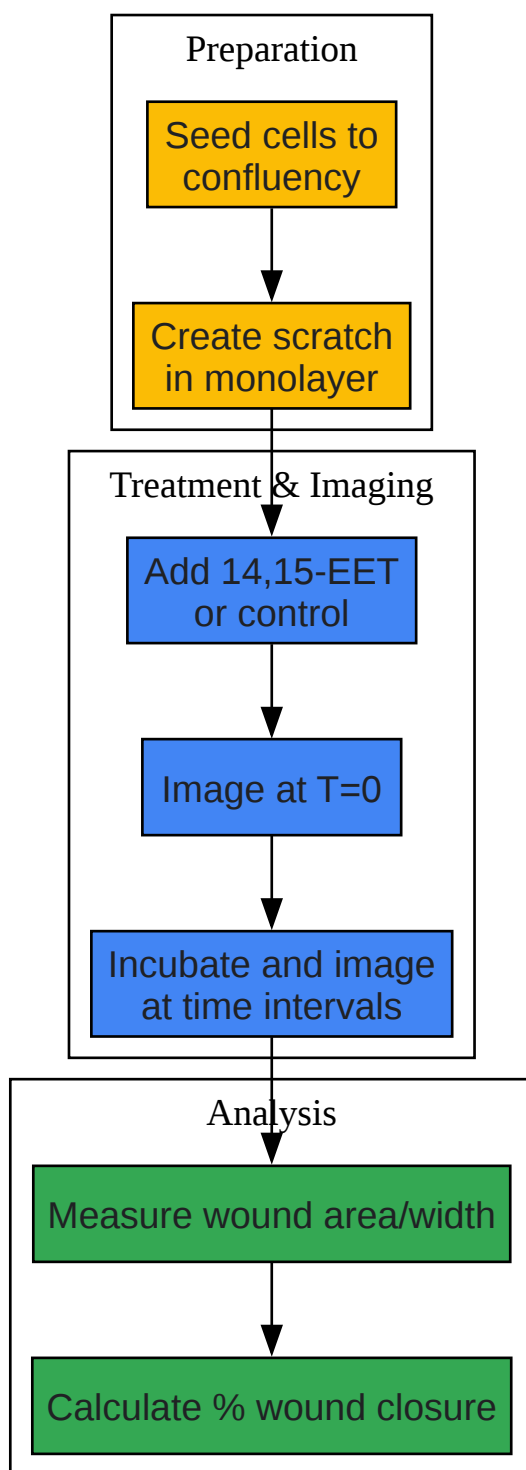 Preparation
Seed cells to
confluency
Create scratch
in monolayer
Treatment & Imaging
Add 14,15-EET
or control
Image at T=0
Incubate and image
at time intervals
Analysis
Measure wound area/width
Calculate % wound closure